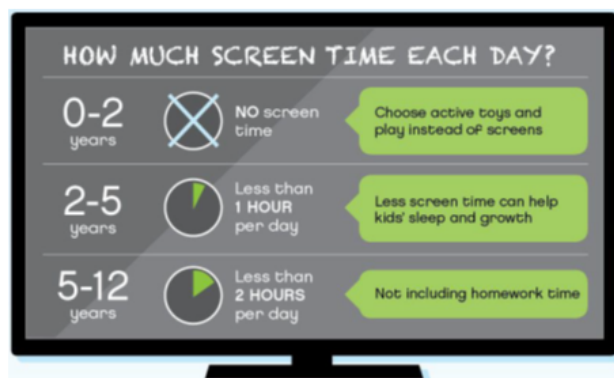 HOW MUCH SCREEN TIME EACH DAY?
0-2
years
NO screen
time
Choose active toys and
play instead of screens
2-5
years
Less than
1 HOUR
per day
Less screen time can help
kids' sleep and growth
5-12
years
Less than
2 HOURS
per day
Not including homework time